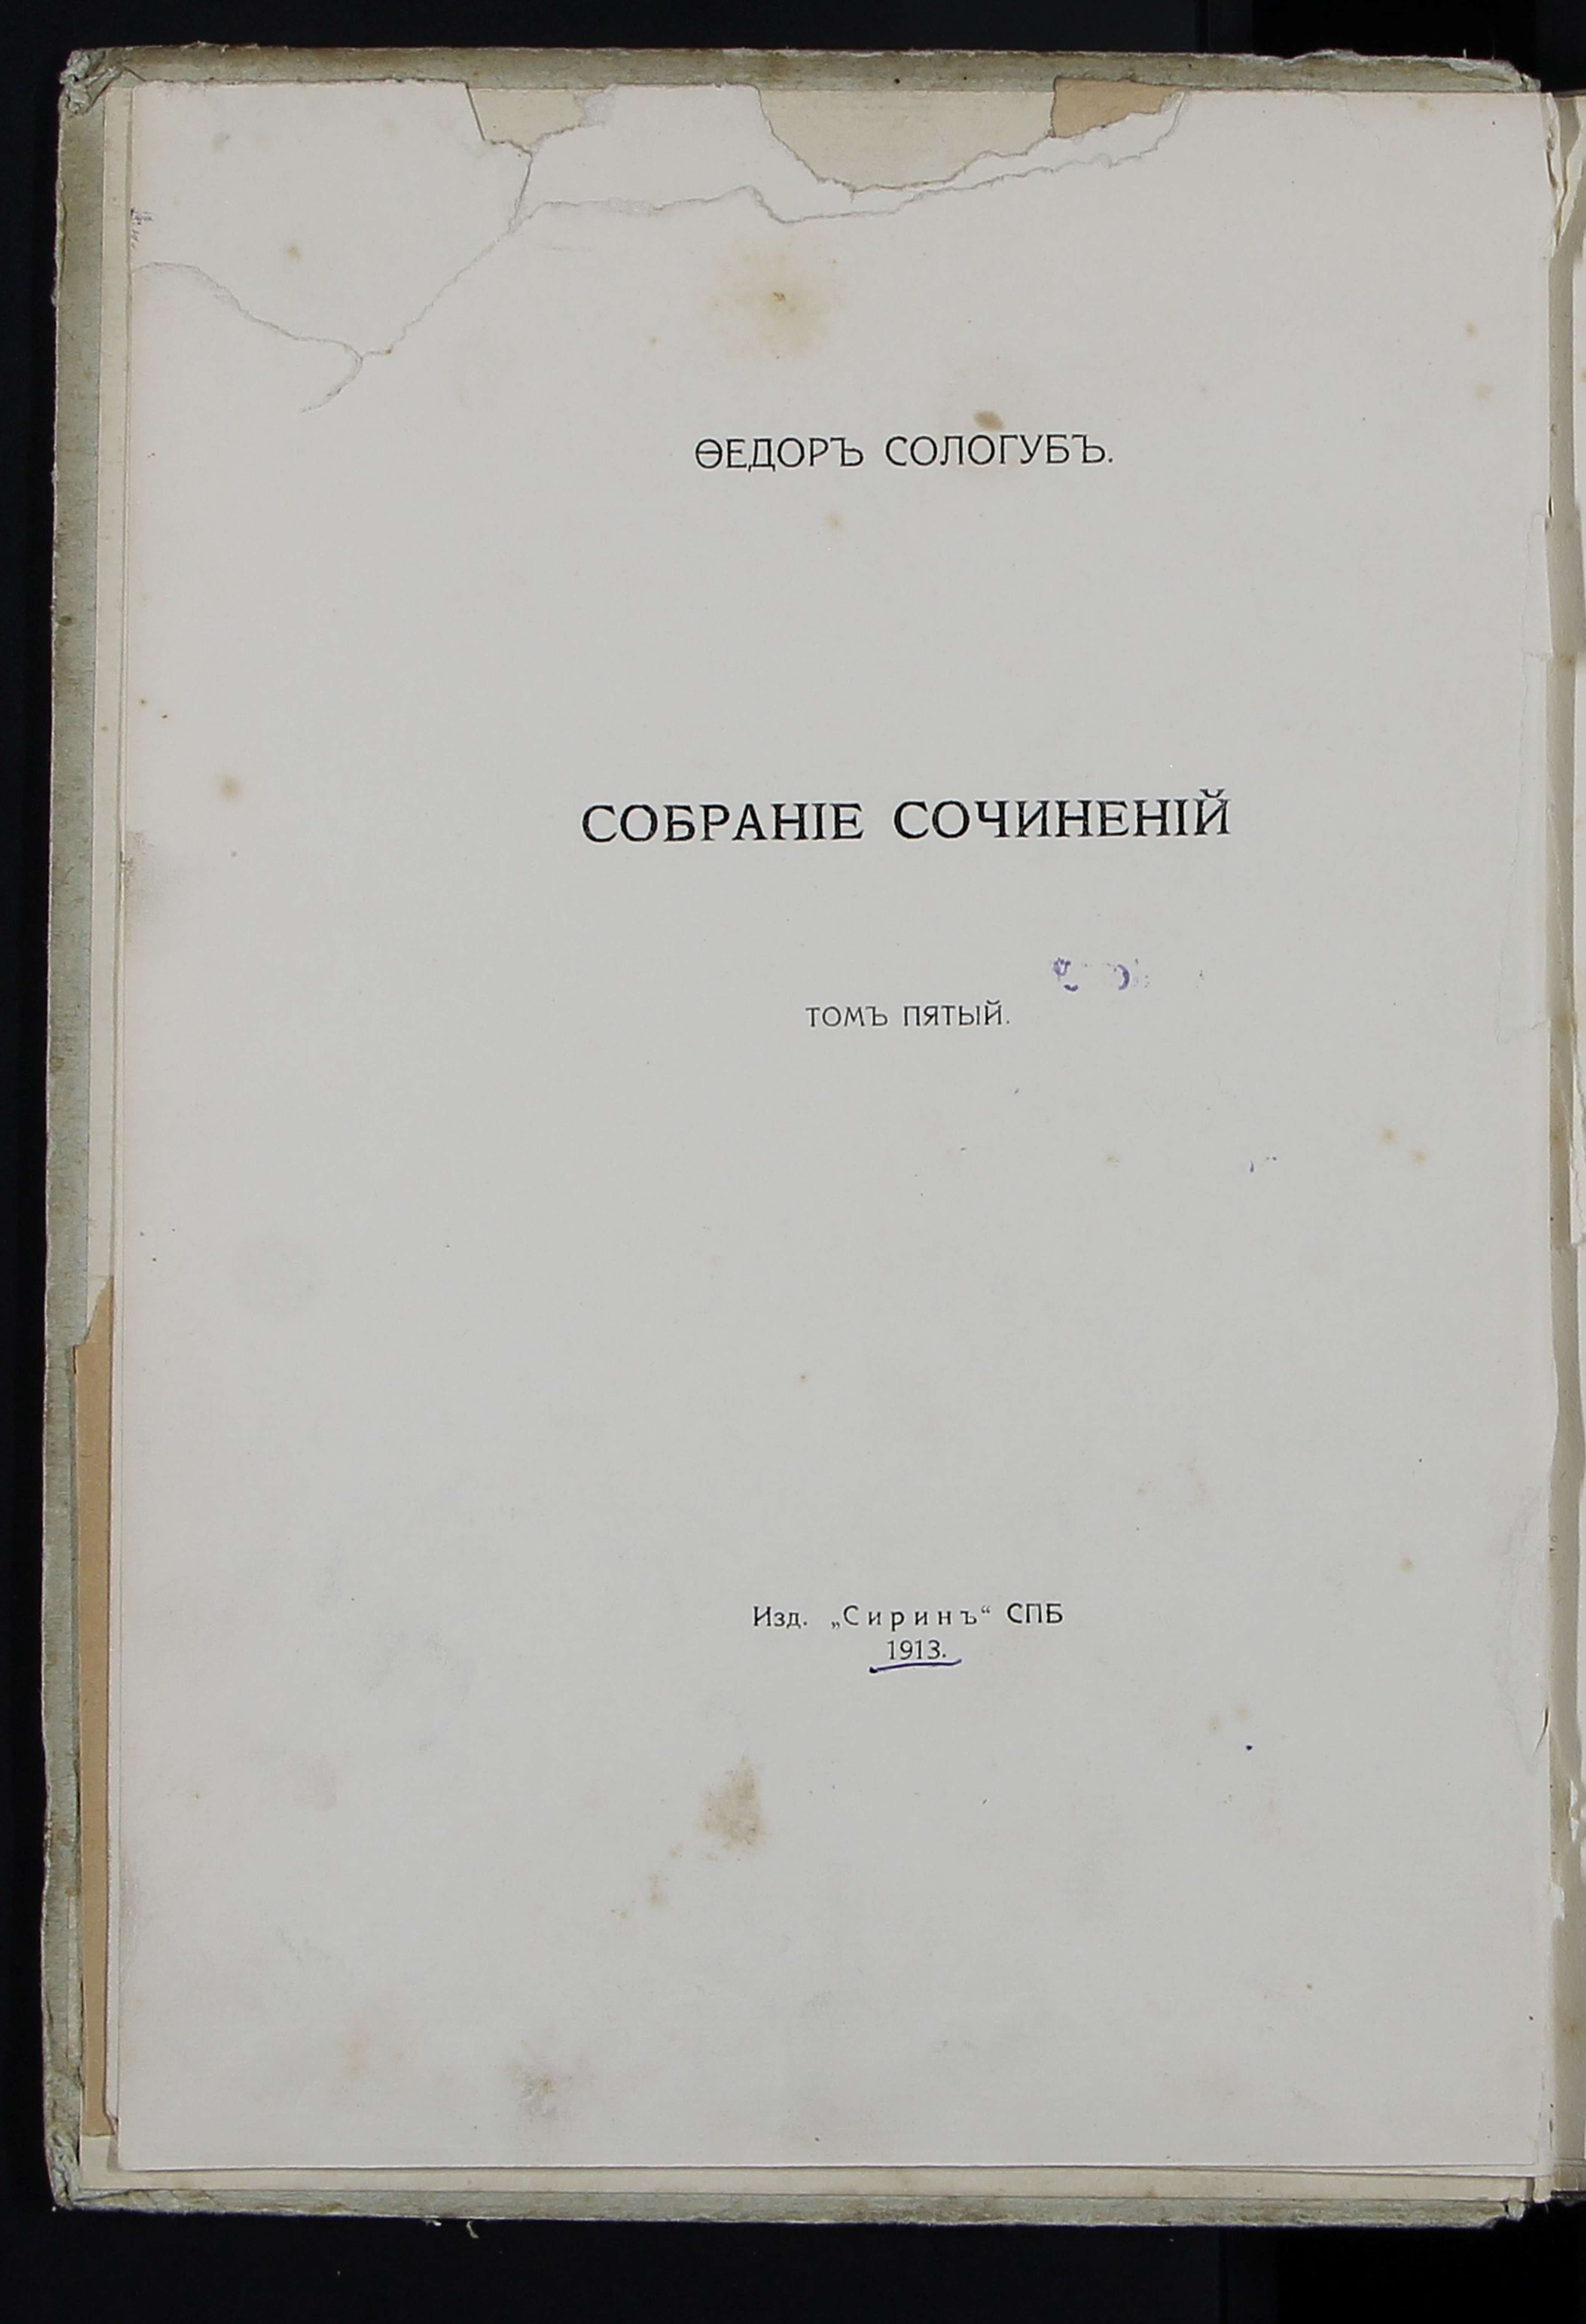 ѲЕДОРЪ СОЛОГУБЪ.
СОБРАНІЕ СОЧИНЕНІЙ
ТОМЪ ПЯТЫЙ.
Изд. „Сиринъ“ СПБ
1913.